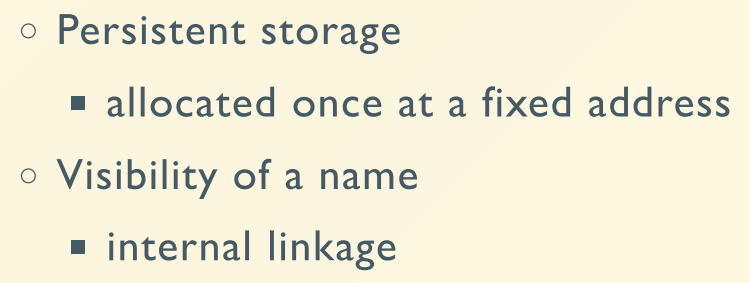 Persistent storage
allocated once at a fixed address
Visibility of a name
internal linkage